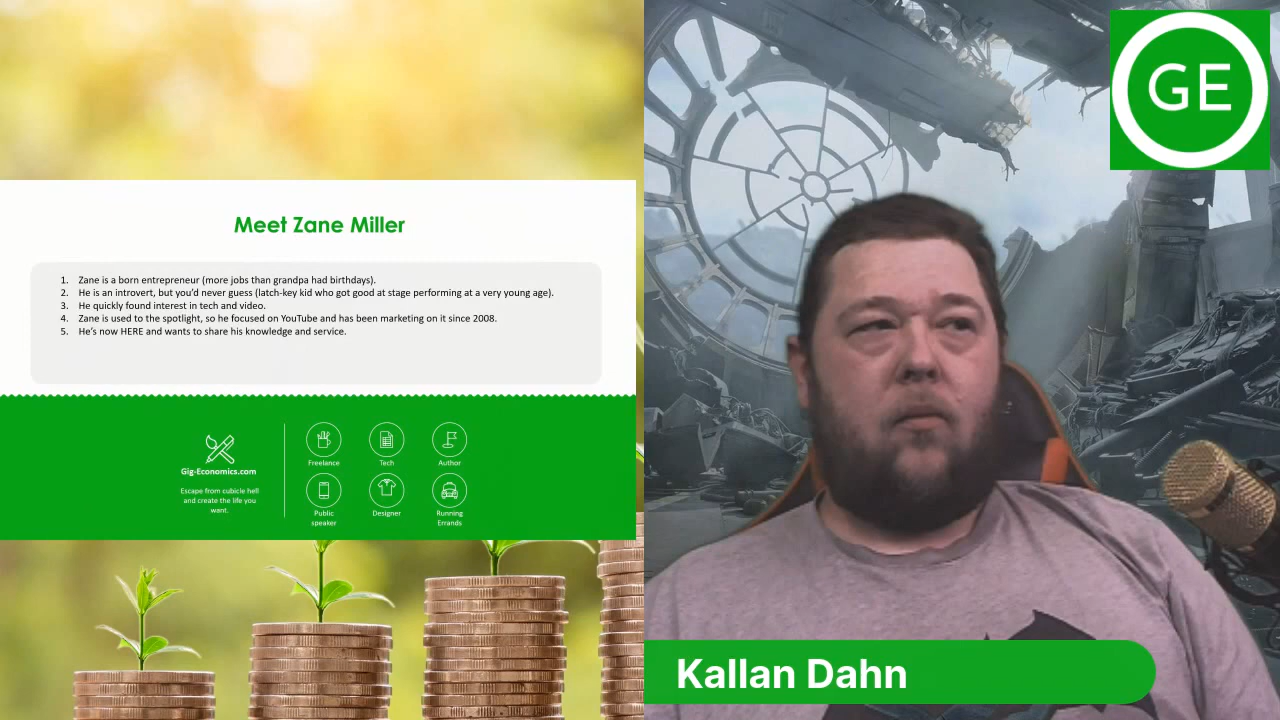 Meet Zane Miller
1. Zane is a born entrepreneur (more jobs than grandpa had birthdays).
2. He is an introvert, but you'd never guess (latch-key kid who got good at stage performing at a very young age).
3. He quickly found interest in tech and video.
4. Zane is used to the spotlight, so he focused on YouTube and has been marketing on it since 2008.
5. He's now HERE and wants to share his knowledge and service.
Gig-Economics.com
Escape from cubicle hell
and create the life you
want.
Freelance
Tech
Author
Public
speaker
Designer
Running
Errands
GE
Kallan Dahn